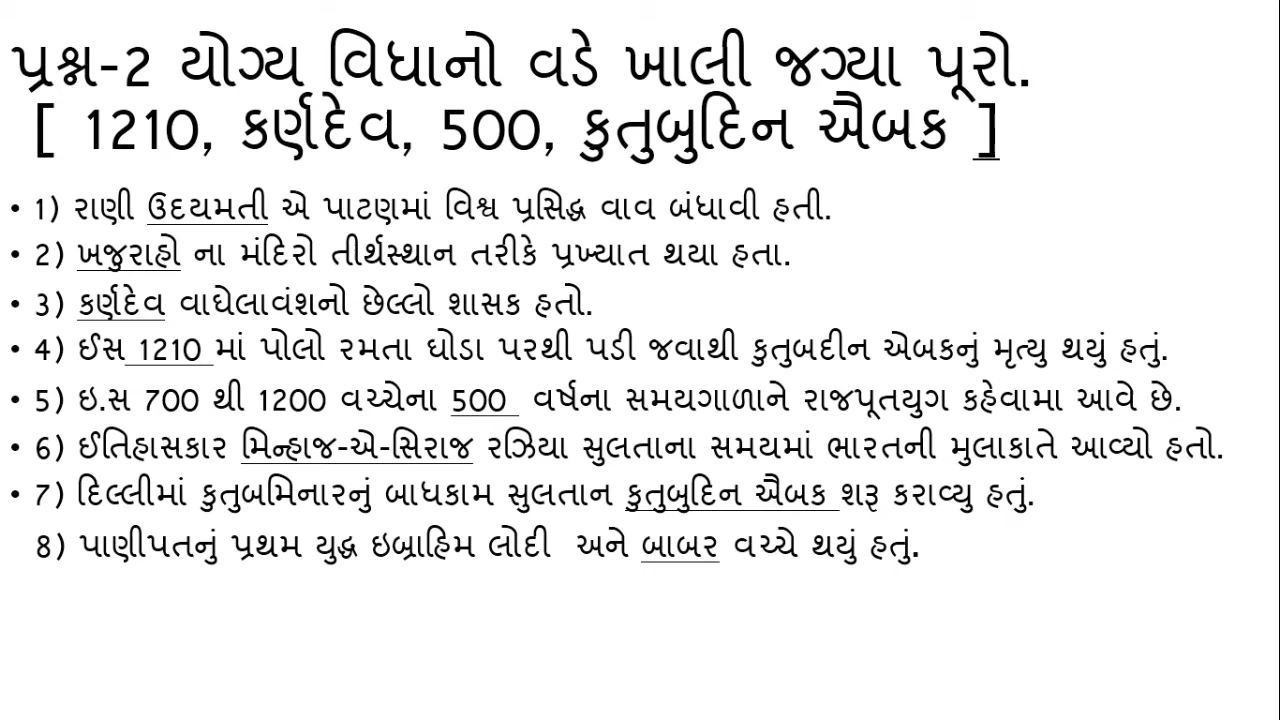 પ્રશ્ન-2 યોગ્ય વિધાનો વડે ખાલી જગ્યા પૂરો.
[ 1210, કર્ણદેવ, 500, કુતુબુદિન ઐબક ]
• 1) રાણી ઉદયમતી એ પાટણમાં વિશ્વ પ્રસિદ્ધ વાવ બંધાવી હતી.
• 2) ખજુરાહો ના મંદિરો તીર્થસ્થાન તરીકે પ્રખ્યાત થયા હતા.
• 3) કર્ણદેવ વાઘેલાવંશનો છેલ્લો શાસક હતો.
• 4) ઈસ 1210 માં પોલો રમતા ઘોડા પરથી પડી જવાથી કુતુબદીન એબકનું મૃત્યુ થયું હતું.
• 5) ઇ.સ 700 થી 1200 વચ્ચેના 500 વર્ષના સમયગાળાને રાજપૂતયુગ કહેવામા આવે છે.
• 6) ઈતિહાસકાર મિન્હાજ-એ-સિરાજ રઝિયા સુલતાના સમયમાં ભારતની મુલાકાતે આવ્યો હતો.
• 7) દિલ્લીમાં કુતુબમિનારનું બાધકામ સુલતાન કુતુબુદિન ઐબક શરૂ કરાવ્યુ હતું.
8) પાણીપતનું પ્રથમ યુદ્ધ ઇબ્રાહિમ લોદી અને બાબર વચ્ચે થયું હતું.